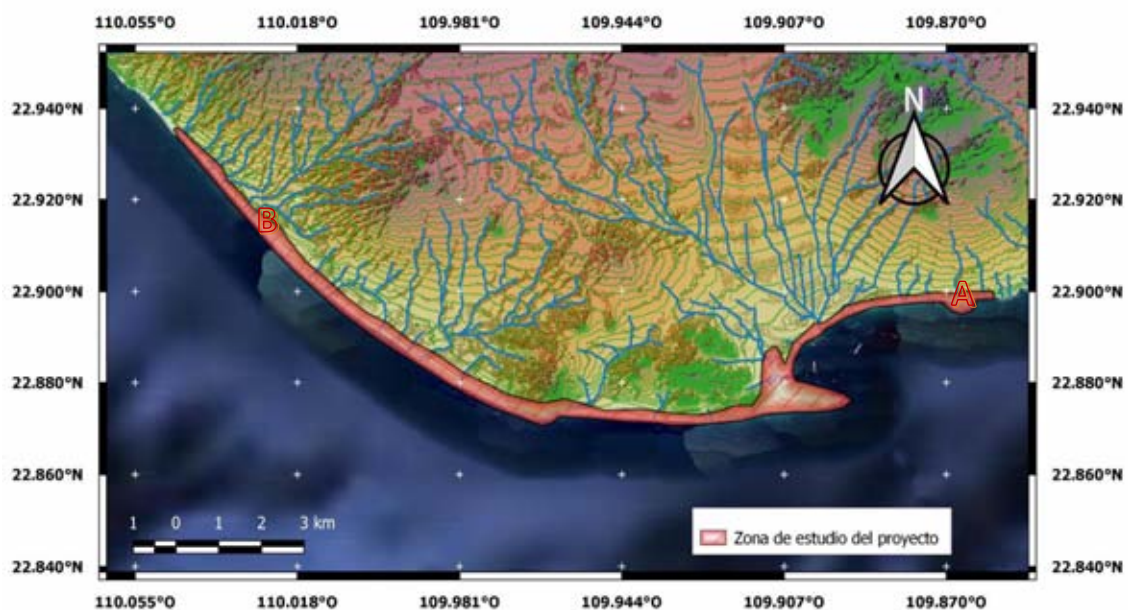 110.055°O 110.018°O 109.981°O 109.944°O 109.907°O 109.870°O
N
22.940°N 22.940°N
22.920°N 22.920°N
B
22.900°N A 22.900°N
22.880°N 22.880°N
22.860°N 22.860°N
1 0 1 2 3 km
Zona de estudio del proyecto
22.840°N 22.840°N
110.055°O 110.018°O 109.981°O 109.944°O 109.907°O 109.870°O